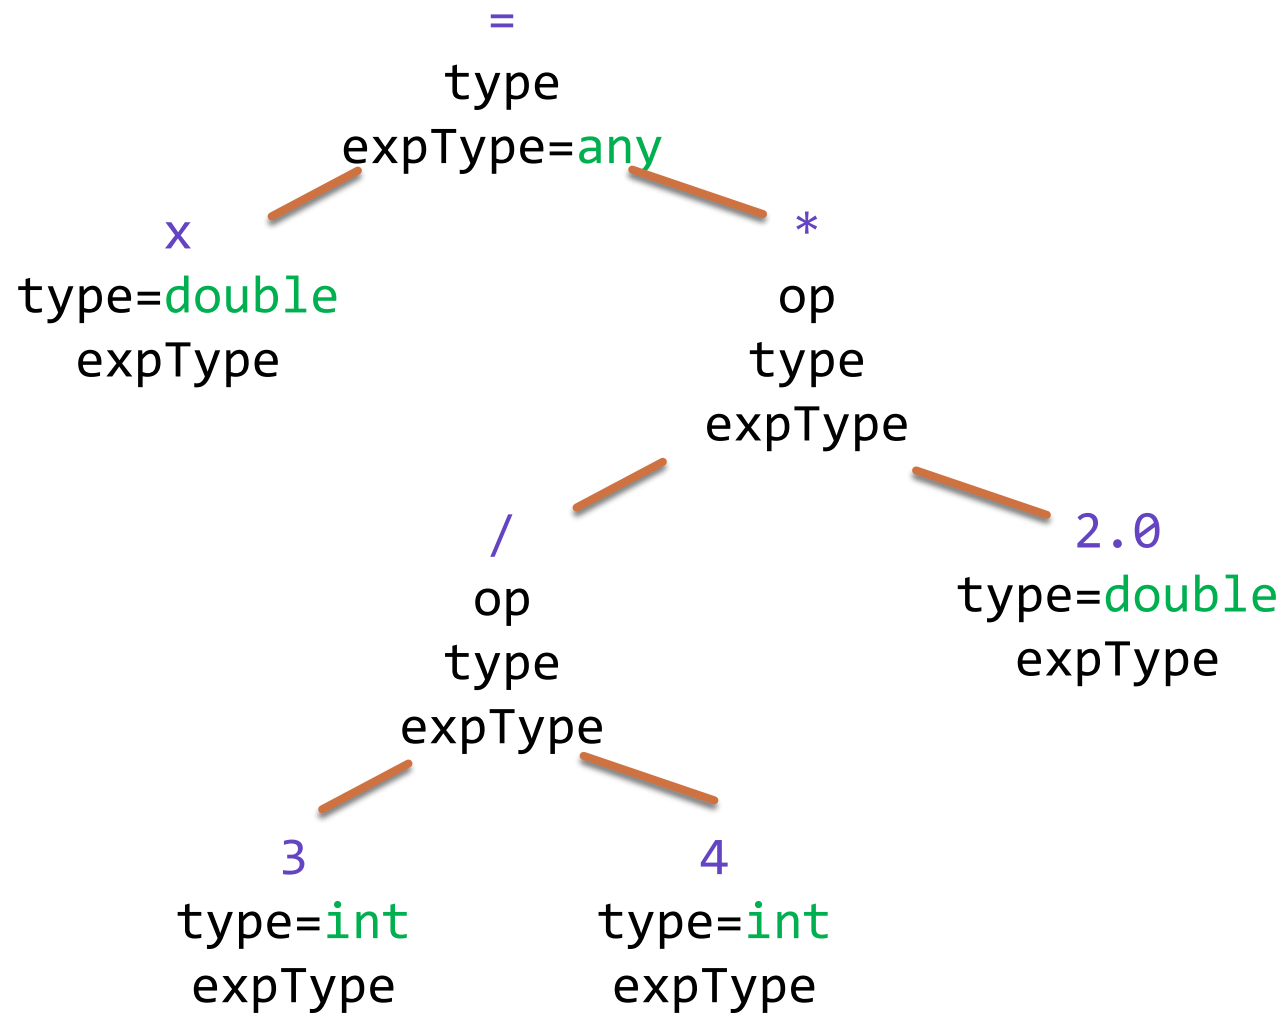 =
type
expType=any
x
type=double
expType
*
op
type
expType
/
op
type
expType
2.0
type=double
expType
3
type=int
expType
4
type=int
expType